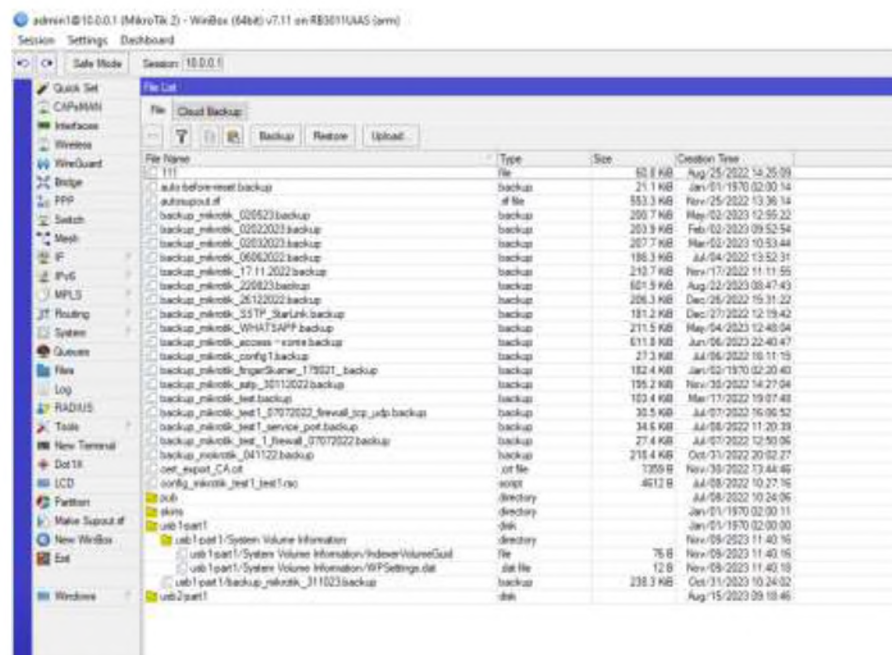 admin1@10.0.0.1 (MikroTik 2) - WinBox (64bit) v7.11 on RB3011UiAS (arm)
Session Settings Dashboard
Safe Mode Session: 10.0.0.1
Quick Set
CAPsMAN
Interfaces
Wireless
WireGuard
Bridge
PPP
Switch
Mesh
IP
IPv6
MPLS
Routing
System
Queues
Files
Log
RADIUS
Tools
New Terminal
Dot1X
LCD
Partition
Make Supout.rif
New WinBox
Exit
Windows
File List
File Cloud Backup
Backup Restore Upload...
File Name Type Size Creation Time
111 file 60.8 KiB Aug/25/2022 14:25:09
auto-before-reset.backup backup 21.1 KiB Jan/01/1970 02:00:14
autosupout.rif .rif file 553.3 KiB Nov/25/2022 13:36:14
backup_mikrotik_020523.backup backup 200.7 KiB May/02/2023 12:55:22
backup_mikrotik_02022023.backup backup 203.9 KiB Feb/02/2023 09:52:54
backup_mikrotik_02032023.backup backup 207.7 KiB Mar/02/2023 10:53:44
backup_mikrotik_06062022.backup backup 186.3 KiB Jul/04/2022 13:52:31
backup_mikrotik_17.11.2022.backup backup 210.7 KiB Nov/17/2022 11:11:55
backup_mikrotik_220823.backup backup 601.9 KiB Aug/22/2023 08:47:43
backup_mikrotik_26122022.backup backup 206.3 KiB Dec/26/2022 15:31:22
backup_mikrotik_SSTP_StarLink.backup backup 181.2 KiB Dec/27/2022 12:19:42
backup_mikrotik_WHATSAPP.backup backup 211.5 KiB May/04/2023 12:48:04
backup_mikrotik_access backup 611.8 KiB Jun/06/2023 22:40:47
backup_mikrotik_config1.backup backup 27.3 KiB Jul/06/2022 16:11:15
backup_mikrotik_fingerSkaner_179021_.backup backup 182.4 KiB Jan/02/1970 02:20:40
backup_mikrotik_sstp_30112022.backup backup 195.2 KiB Nov/30/2022 14:27:04
backup_mikrotik_test.backup backup 103.4 KiB Mar/17/2022 19:07:48
backup_mikrotik_test1_07072022_firewall_tcp_udp.backup backup 30.5 KiB Jul/07/2022 16:06:52
backup_mikrotik_test1_service_port.backup backup 34.6 KiB Jul/08/2022 11:20:39
backup_mikrotik_test_1_firewall_07072022.backup backup 27.4 KiB Jul/07/2022 12:50:06
backup_mokrotik_041122.backup backup 218.4 KiB Oct/31/2022 20:02:27
cert_export_CA.crt .crt file 1359 B Nov/30/2022 13:44:46
config_mikrotik_test1_test1.rsc script 4612 B Jul/08/2022 10:27:16
pub directory Jul/08/2022 10:24:06
skins directory Jan/01/1970 02:00:11
usb1-part1 disk Jan/01/1970 02:00:00
usb1-part1/System Volume Information directory Nov/09/2023 11:40:16
usb1-part1/System Volume Information/IndexerVolumeGuid file 76 B Nov/09/2023 11:40:16
usb1-part1/System Volume Information/WPSettings.dat .dat file 12 B Nov/09/2023 11:40:18
usb1-part1/backup_mikrotik_311023.backup backup 238.3 KiB Oct/31/2023 10:24:02
usb2-part1 disk Aug/15/2023 09:18:46